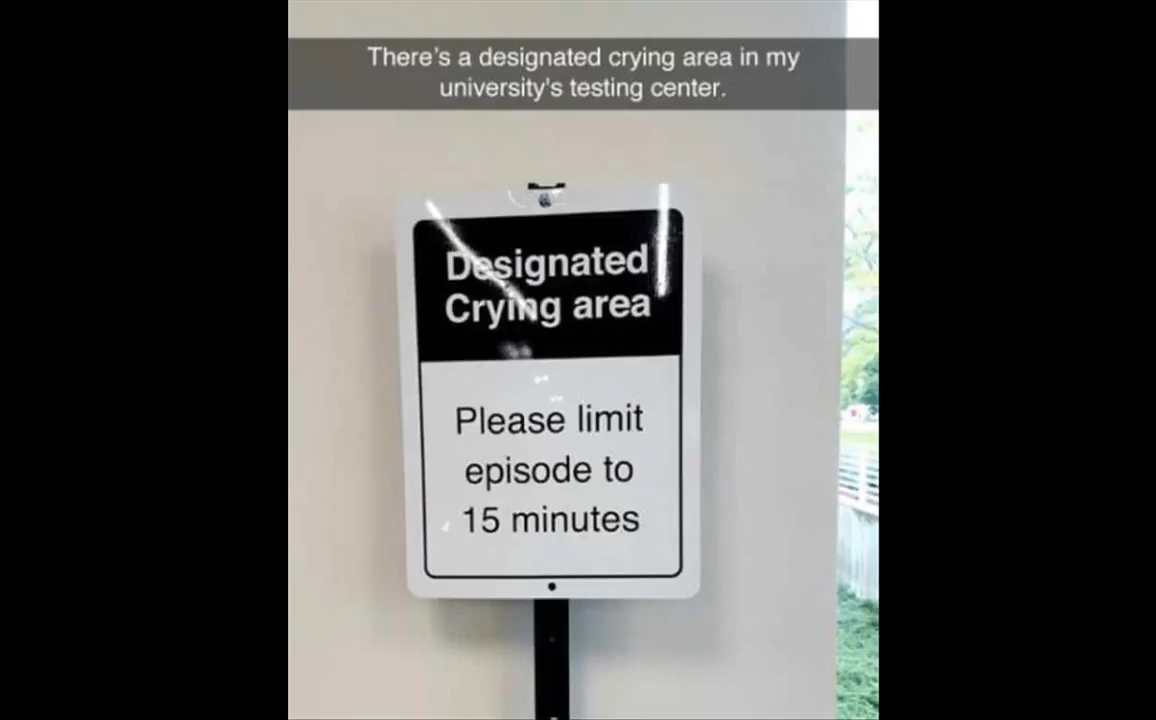 There's a designated crying area in my
university's testing center.
Designated
Crying area
Please limit
episode to
15 minutes